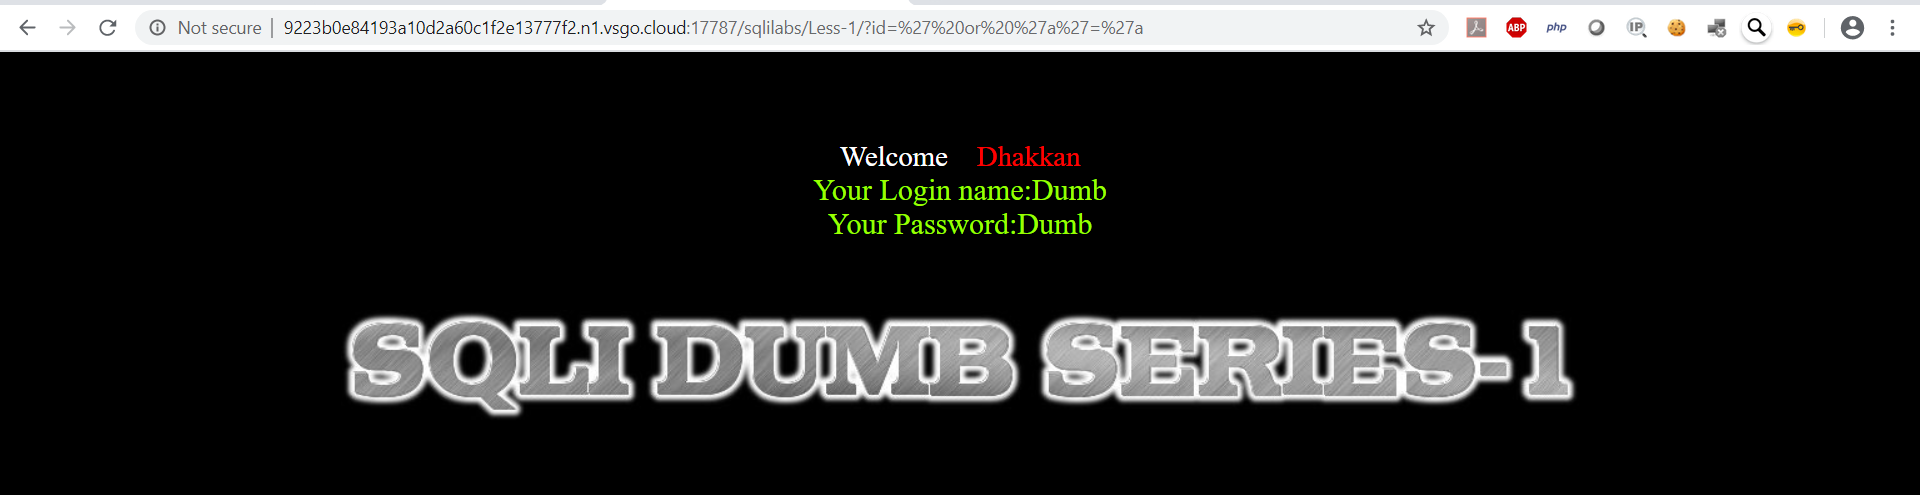 Not secure | 9223b0e84193a10d2a60c1f2e13777f2.n1.vsgo.cloud:17787/sqlilabs/Less-1/?id=%27%20or%20%27a%27=%27a
ABP php IP
Welcome Dhakkan
Your Login name:Dumb
Your Password:Dumb
SQLI DUMB SERIES-1